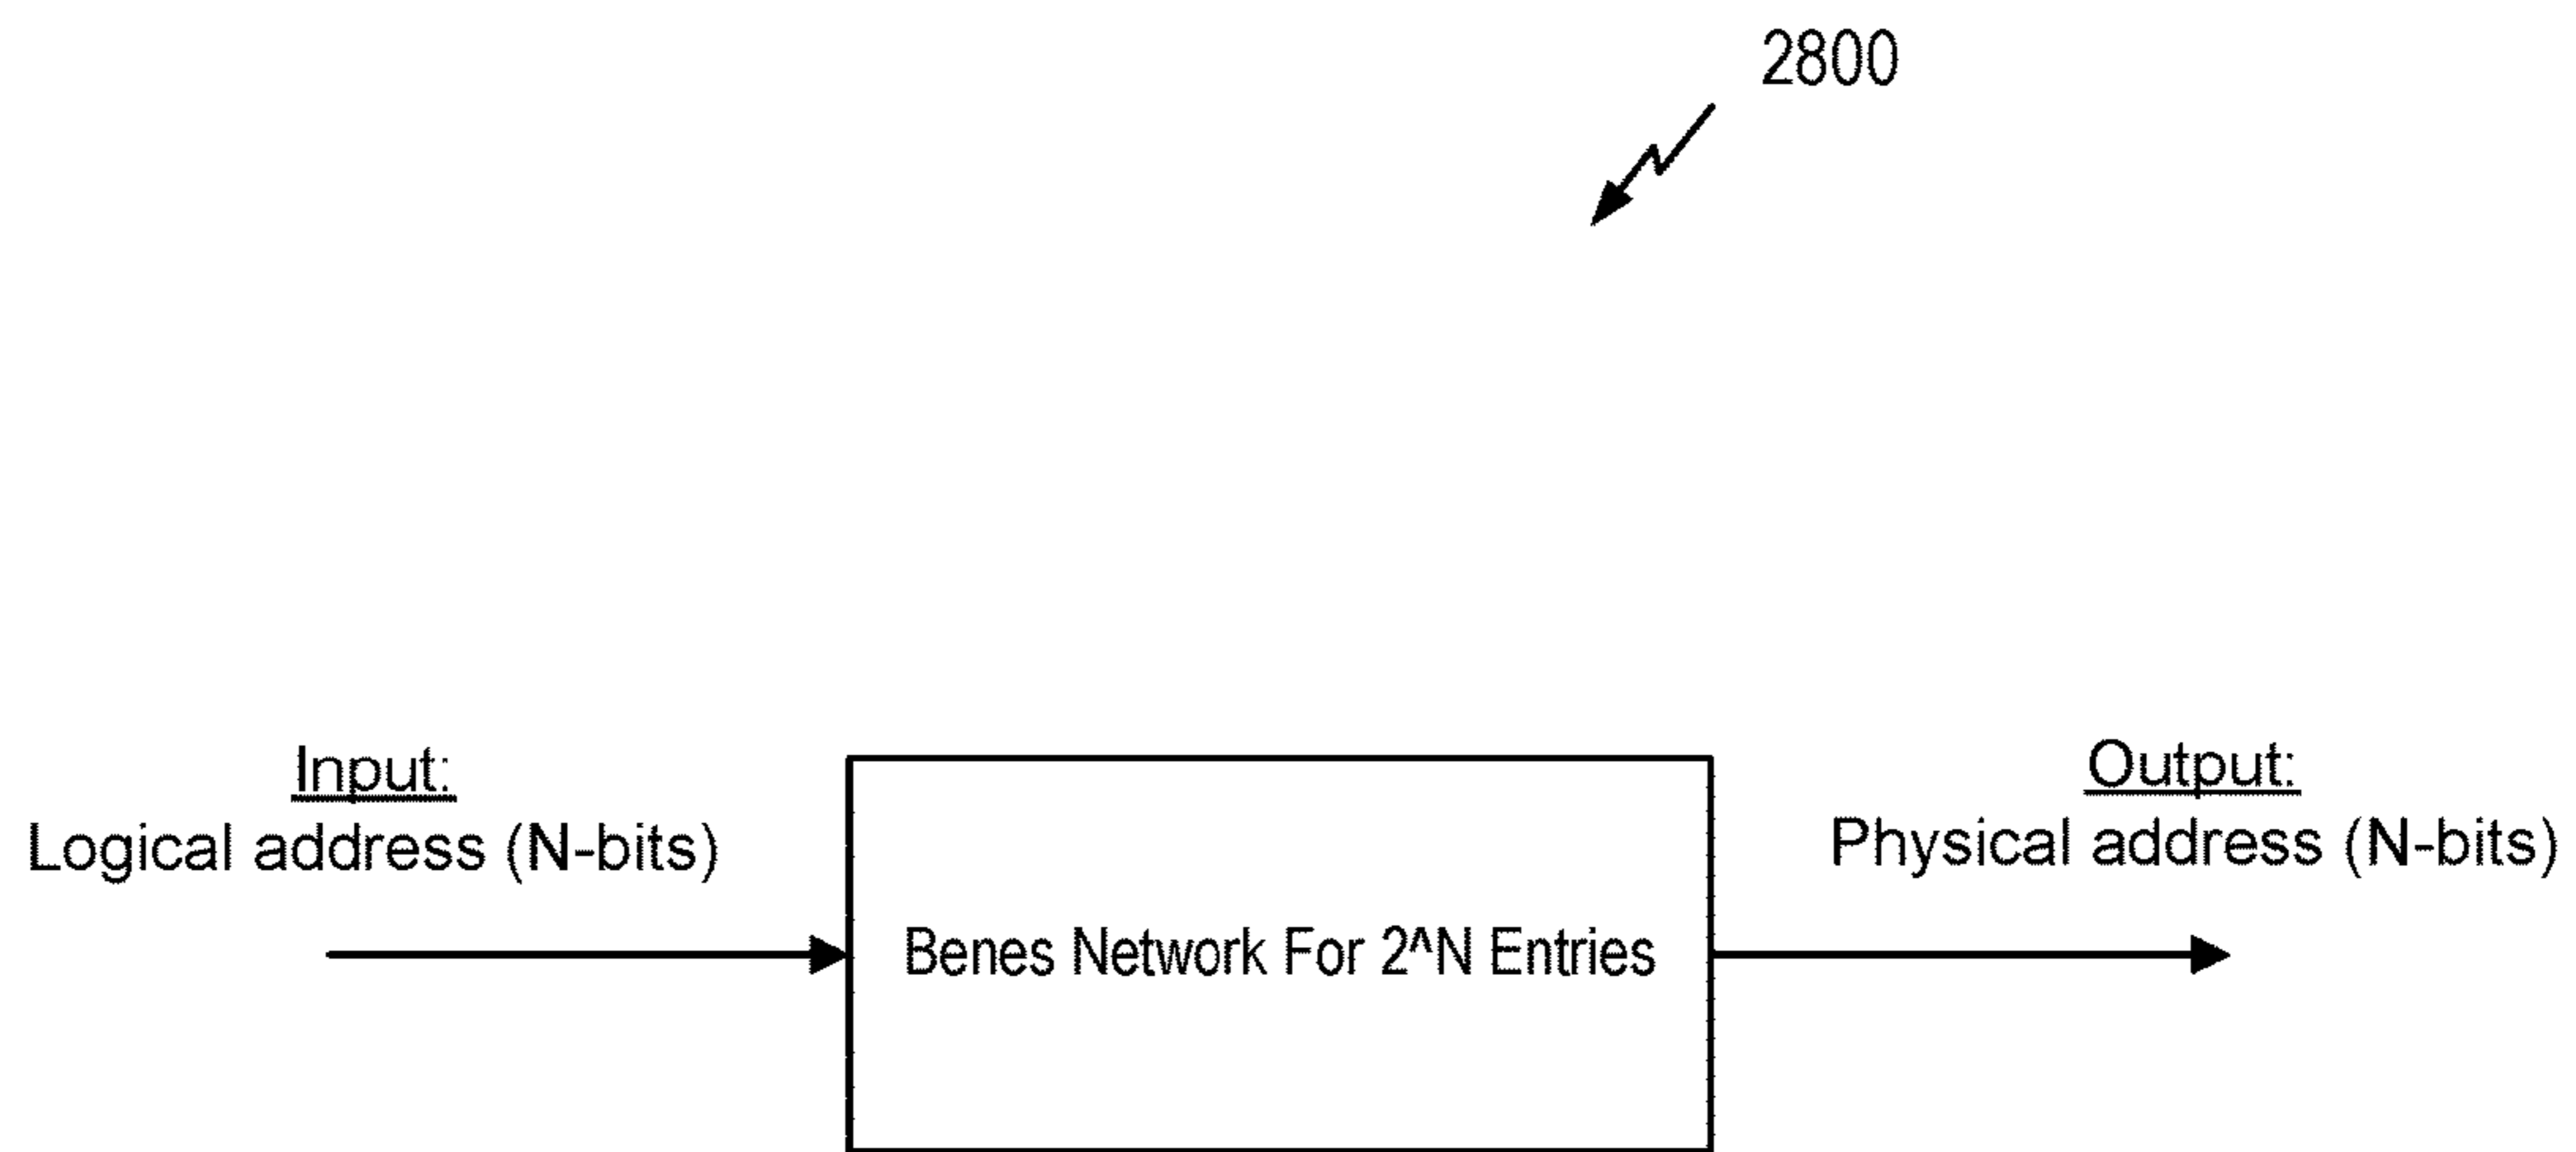 2800
Input:
Logical address (N-bits)
Benes Network For 2^N Entries
Output:
Physical address (N-bits)